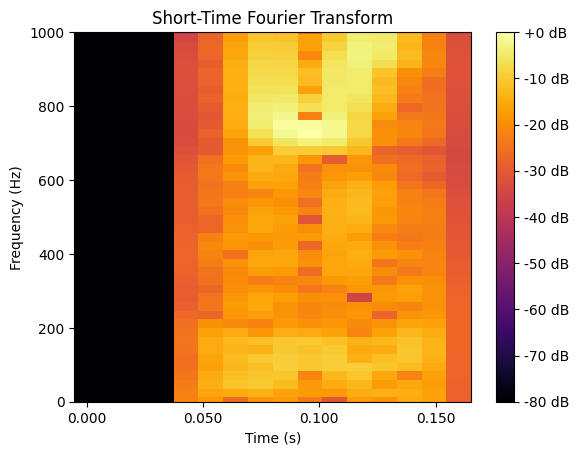 Short-Time Fourier Transform
1000
800
600
400
200
0
Frequency (Hz)
0.000
0.050
0.100
0.150
Time (s)
+0 dB
-10 dB
-20 dB
-30 dB
-40 dB
-50 dB
-60 dB
-70 dB
-80 dB